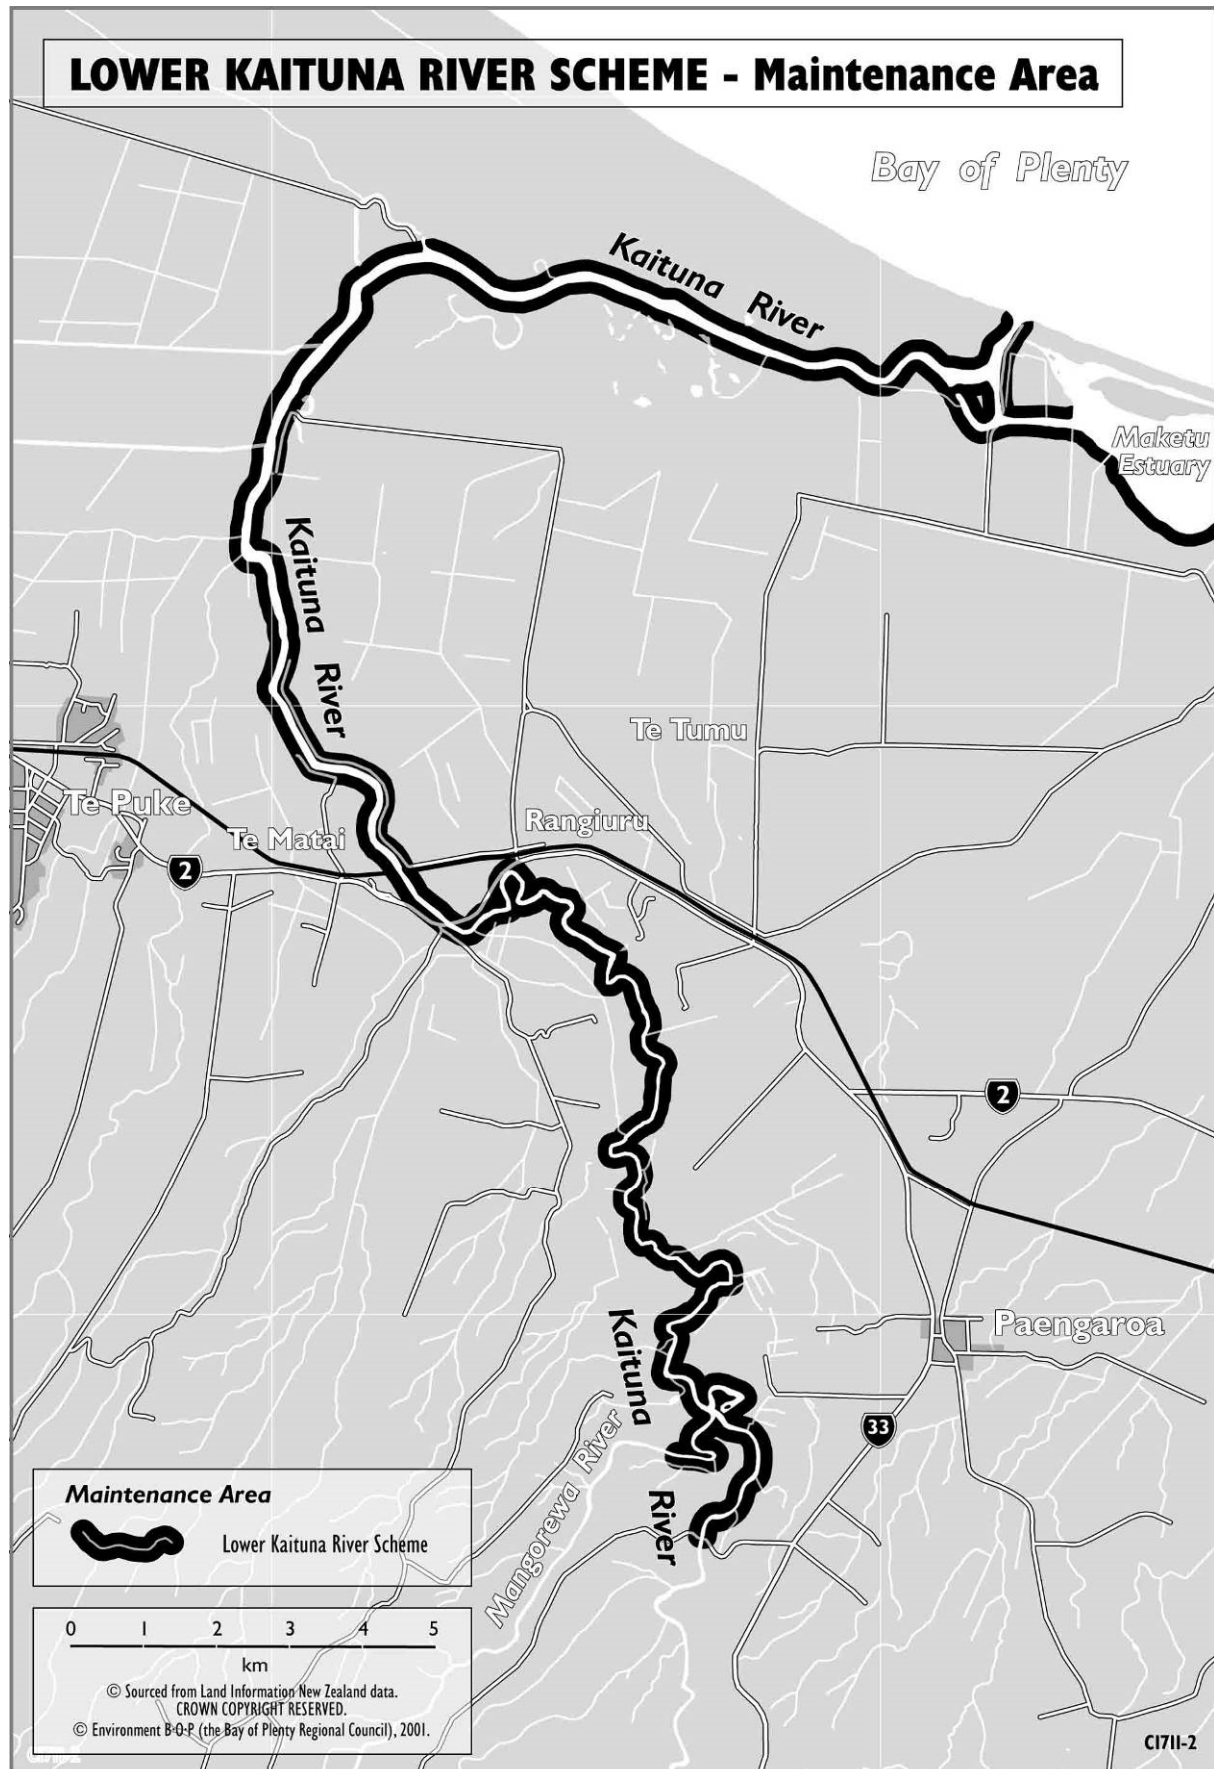 LOWER KAITUNA RIVER SCHEME - Maintenance Area
Bay of Plenty
Kaituna River
Maketu
Estuary
Kaituna River
Te Tumu
Te Puke
Te Matai
Rangiuru
2
2
Kaituna River
Paengaroa
33
Mangorewa River
Maintenance Area
Lower Kaituna River Scheme
0 1 2 3 4 5
km
© Sourced from Land Information New Zealand data.
CROWN COPYRIGHT RESERVED.
© Environment B·O·P (the Bay of Plenty Regional Council), 2001.
C1711-2